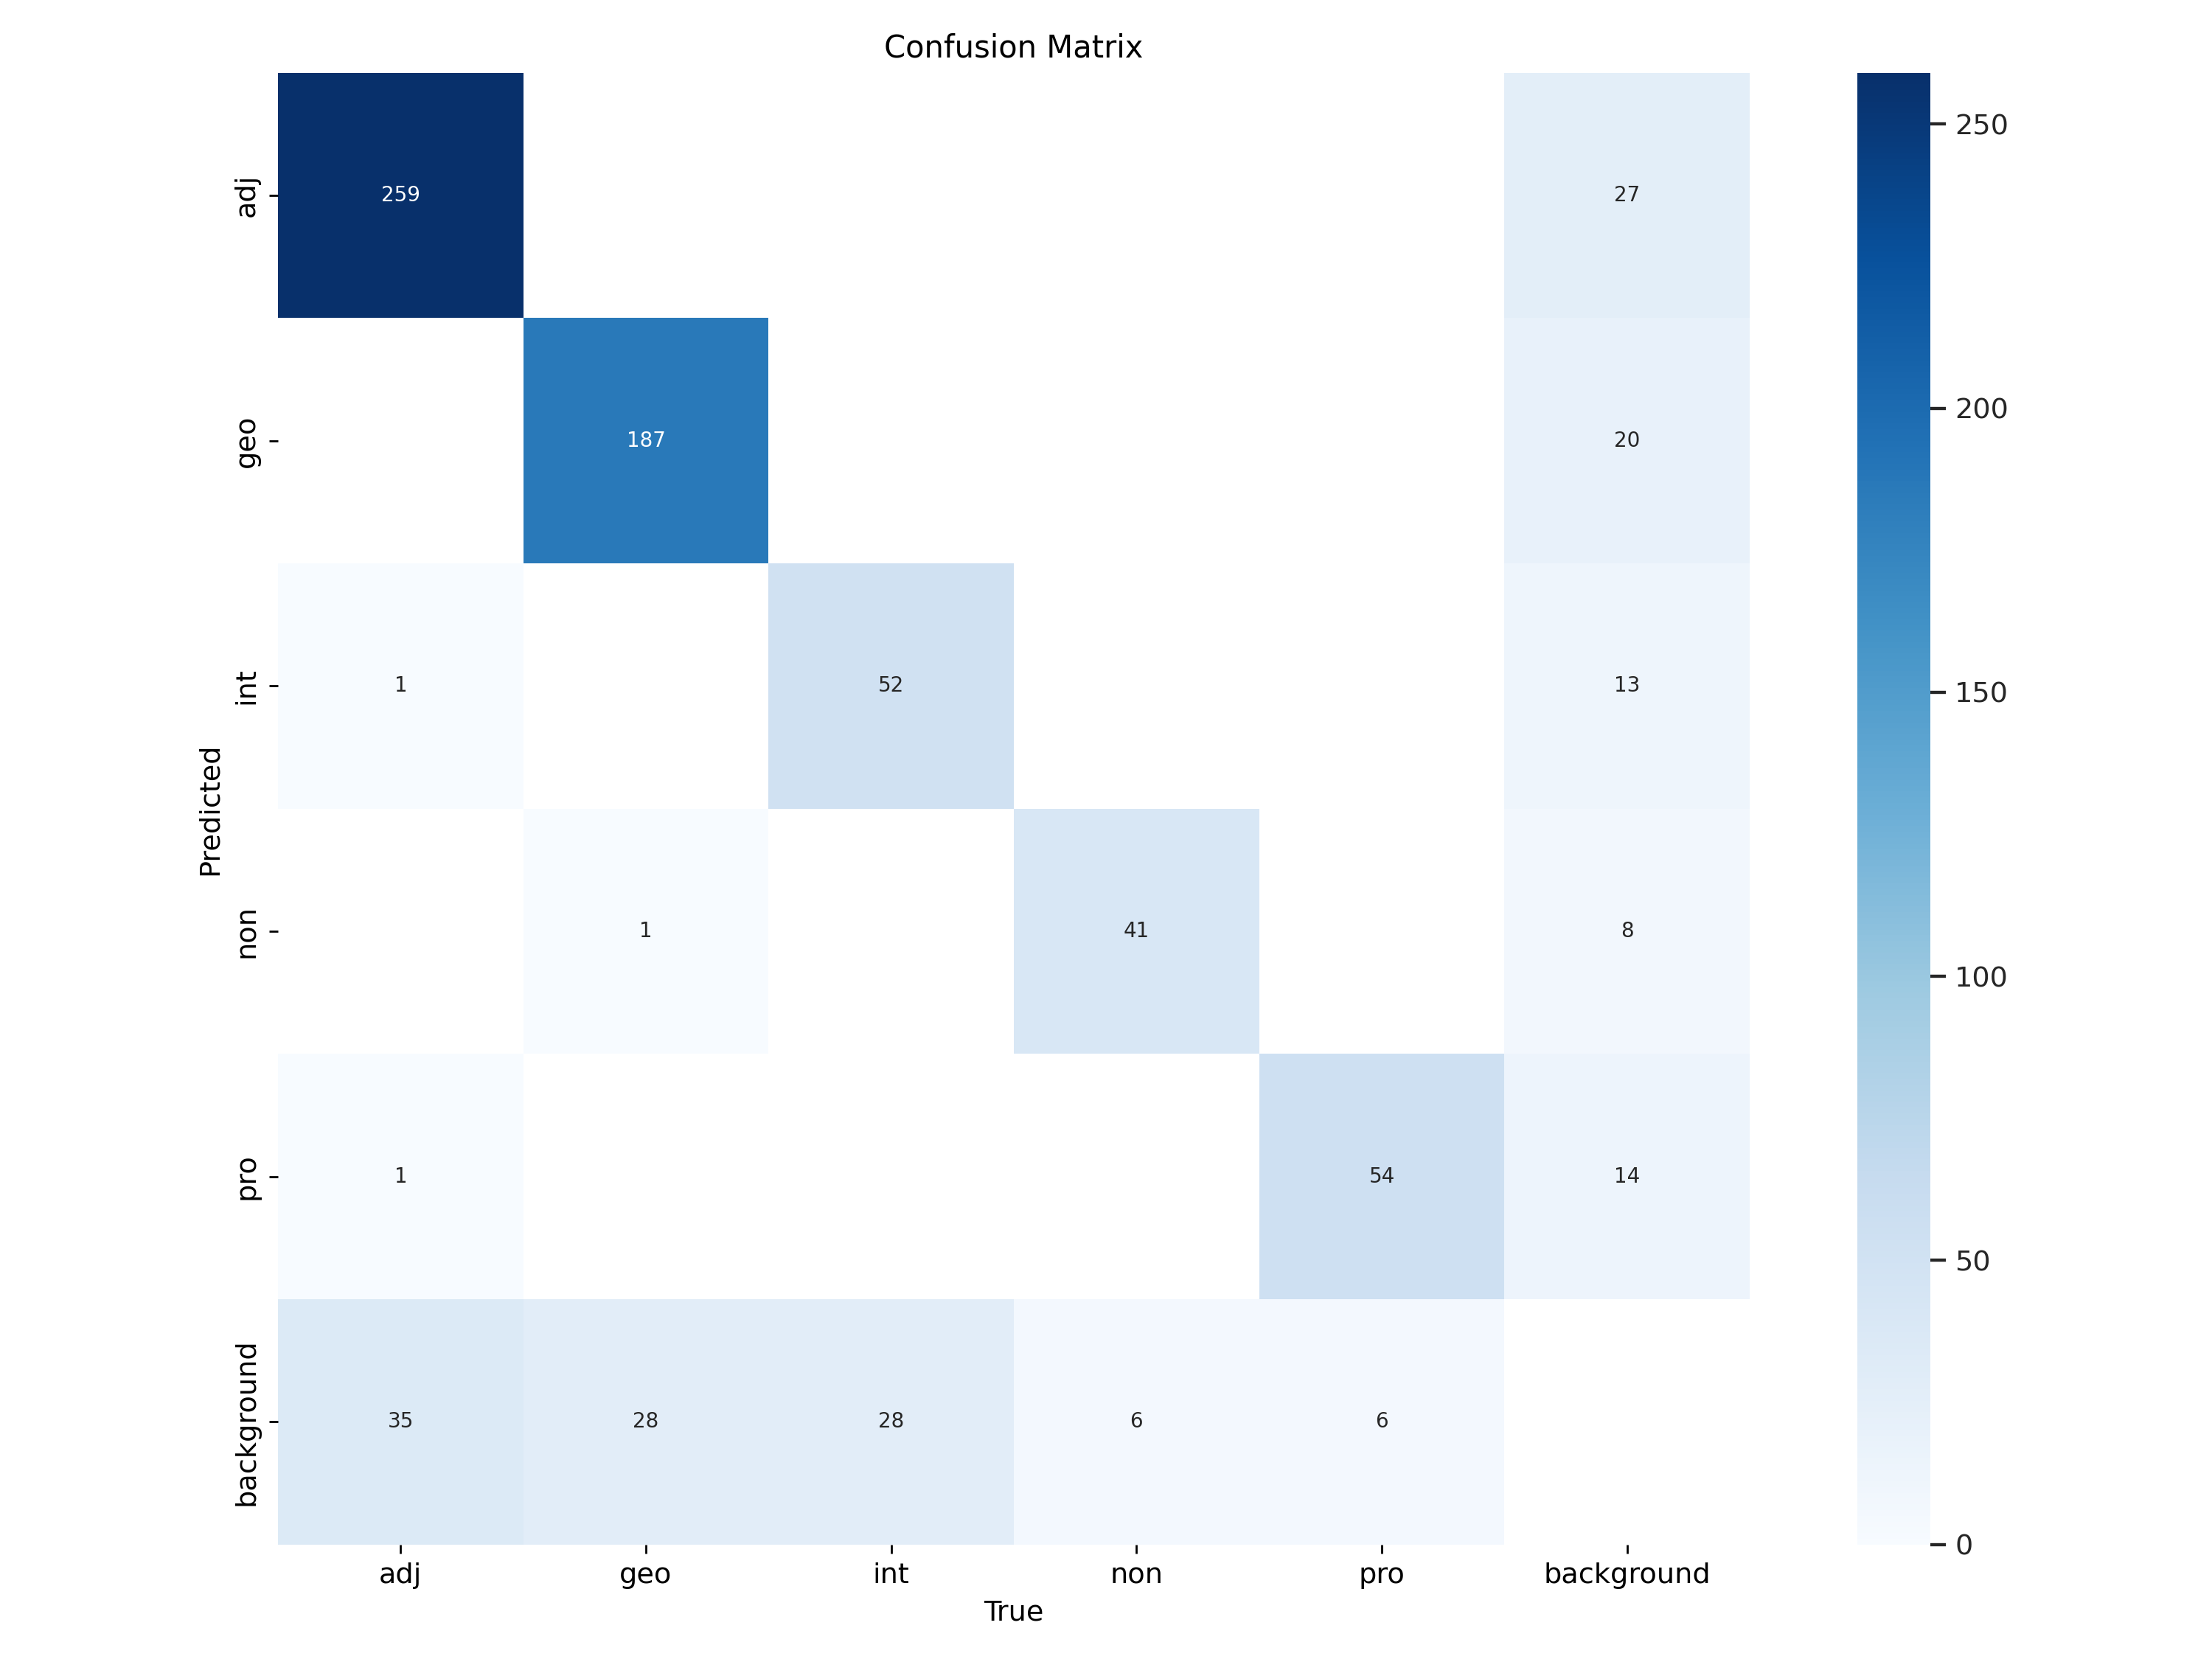 Confusion Matrix
adj 259 27
geo 187 20
int 1 52 13
non 1 41 8
pro 1 54 14
background 35 28 28 6 6
adj geo int non pro background
True
Predicted
250
200
150
100
50
0